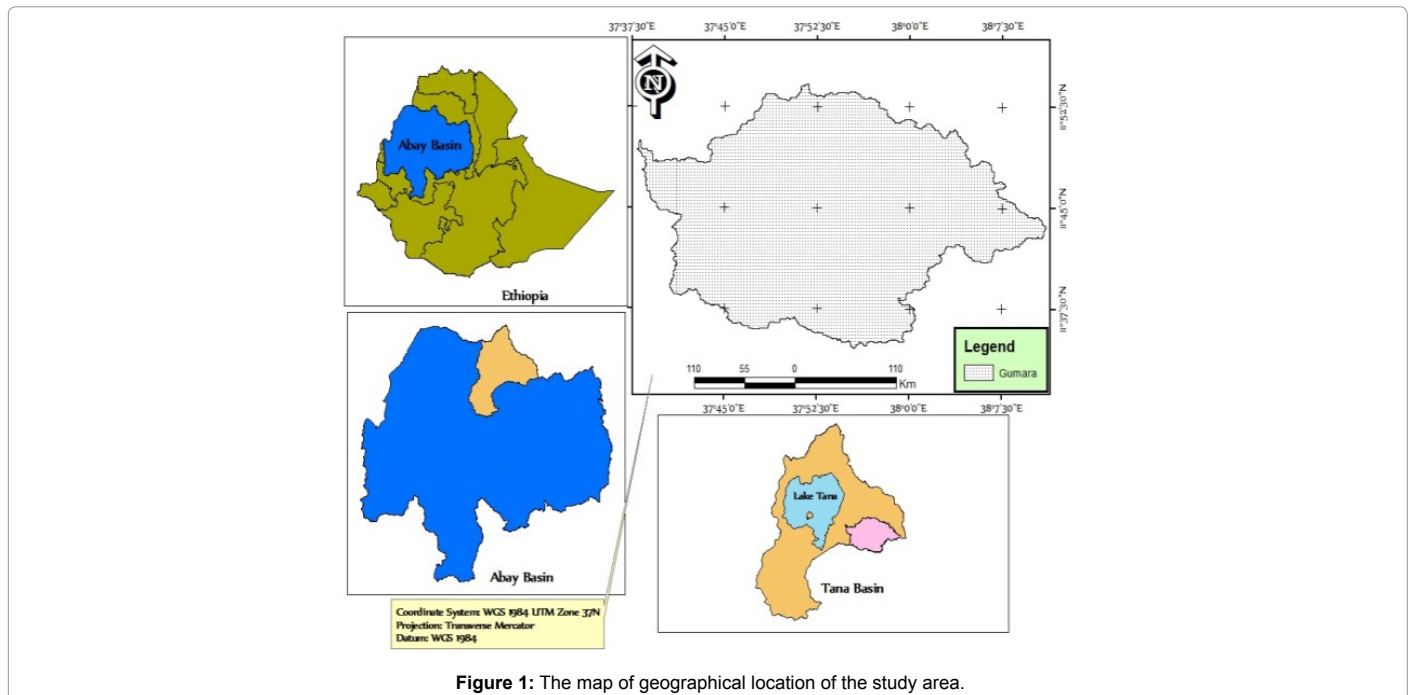 37°37'30"E 37°45'0"E 37°52'30"E 38°0'0"E 38°7'30"E
N
11°52'30"N
11°45'0"N
11°37'30"N
Abay Basin
Ethiopia
Legend
Gumara
110 55 0 110
Km
37°45'0"E 37°52'30"E 38°0'0"E 38°7'30"E
Abay Basin
Lake Tana
Tana Basin
Coordinate System: WGS 1984 UTM Zone 37N
Projection: Transverse Mercator
Datum: WGS 1984
Figure 1: The map of geographical location of the study area.